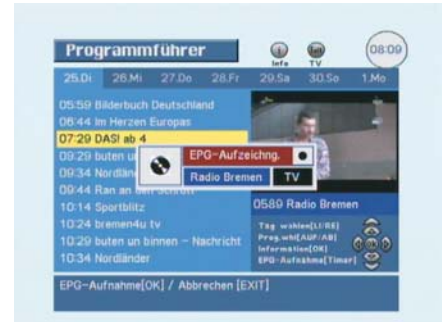 Programmführer
Info TV
08:09
25.Di 26.Mi 27.Do 28.Fr 29.Sa 30.So 1.Mo
05:59 Bilderbuch Deutschland
06:44 Im Herzen Europas
07:29 DAS! ab 4
09:29 buten un
09:34 Nordlän
09:44 Ran an den Schrott
10:14 Sportblitz
10:24 bremen4u tv
10:29 buten un binnen – Nachricht
10:34 Nordländer
EPG-Aufzeichng.
Radio Bremen TV
0589 Radio Bremen
Tag wählen[LI/RE]
Prog.whl[AUF/AB]
Information[OK]
EPG-Aufnahme[Timer]
EPG-Aufnahme[OK] / Abbrechen [EXIT]